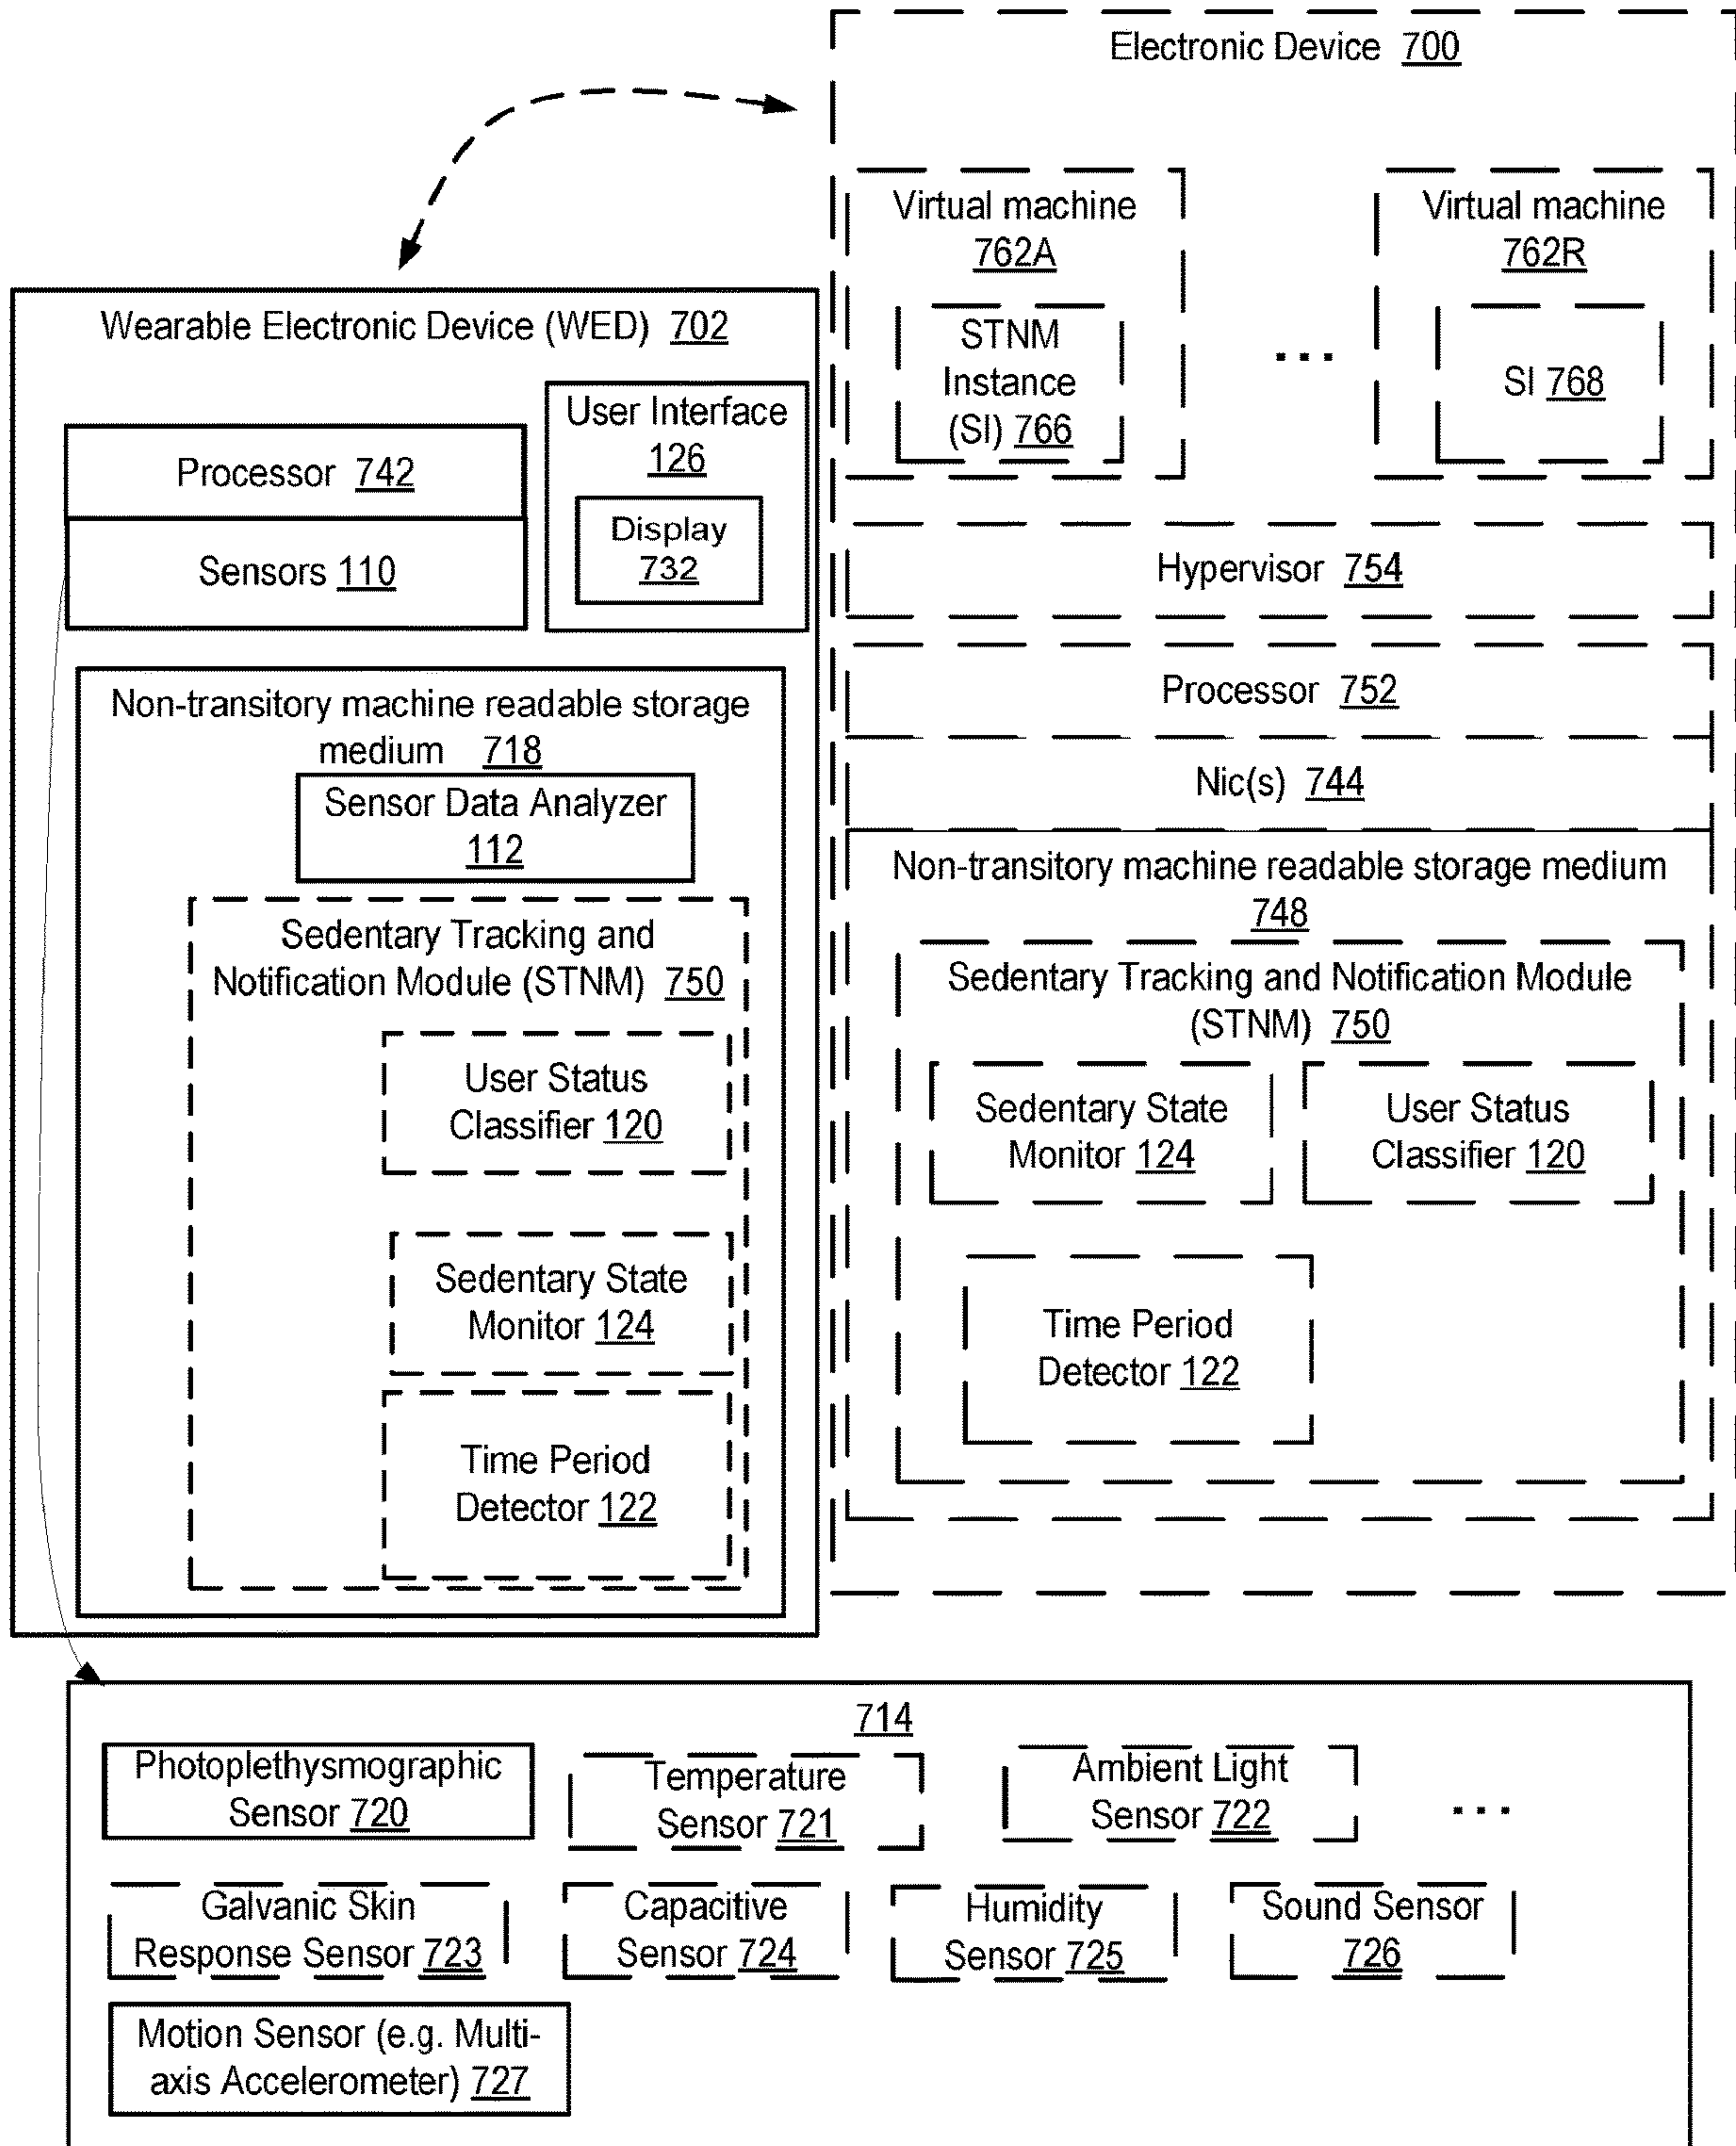 Electronic Device 700
Virtual machine
762A
STNM
Instance
(SI) 766
...
Virtual machine
762R
SI 768
Hypervisor 754
Processor 752
Nic(s) 744
Non-transitory machine readable storage medium
748
Sedentary Tracking and Notification Module
(STNM) 750
Sedentary State
Monitor 124
User Status
Classifier 120
Time Period
Detector 122
Wearable Electronic Device (WED) 702
Processor 742
Sensors 110
User Interface
126
Display
732
Non-transitory machine readable storage
medium 718
Sensor Data Analyzer
112
Sedentary Tracking and
Notification Module (STNM) 750
User Status
Classifier 120
Sedentary State
Monitor 124
Time Period
Detector 122
714
Photoplethysmographic
Sensor 720
Temperature
Sensor 721
Ambient Light
Sensor 722
...
Galvanic Skin
Response Sensor 723
Capacitive
Sensor 724
Humidity
Sensor 725
Sound Sensor
726
Motion Sensor (e.g. Multi-
axis Accelerometer) 727